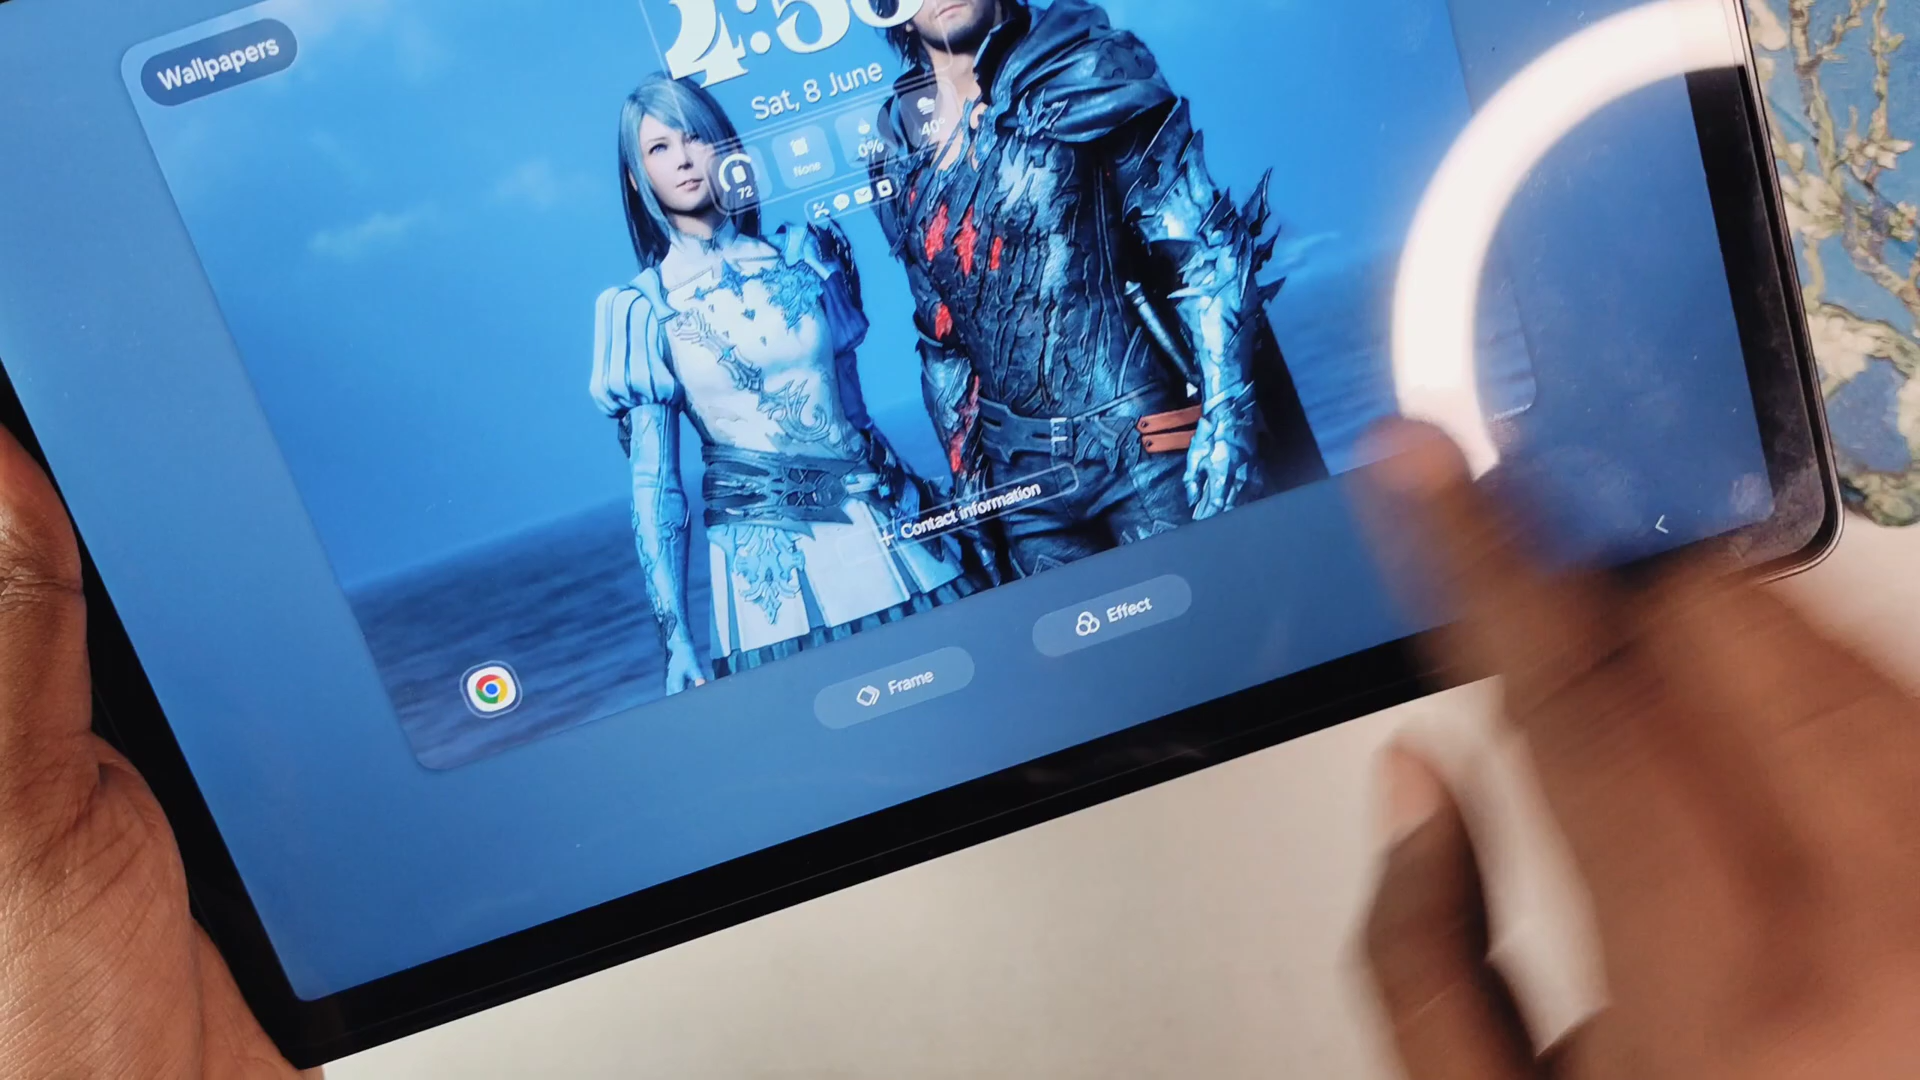 Wallpapers
Sat, 8 June
72
None
0%
40°
+ Contact information
Frame
Effect